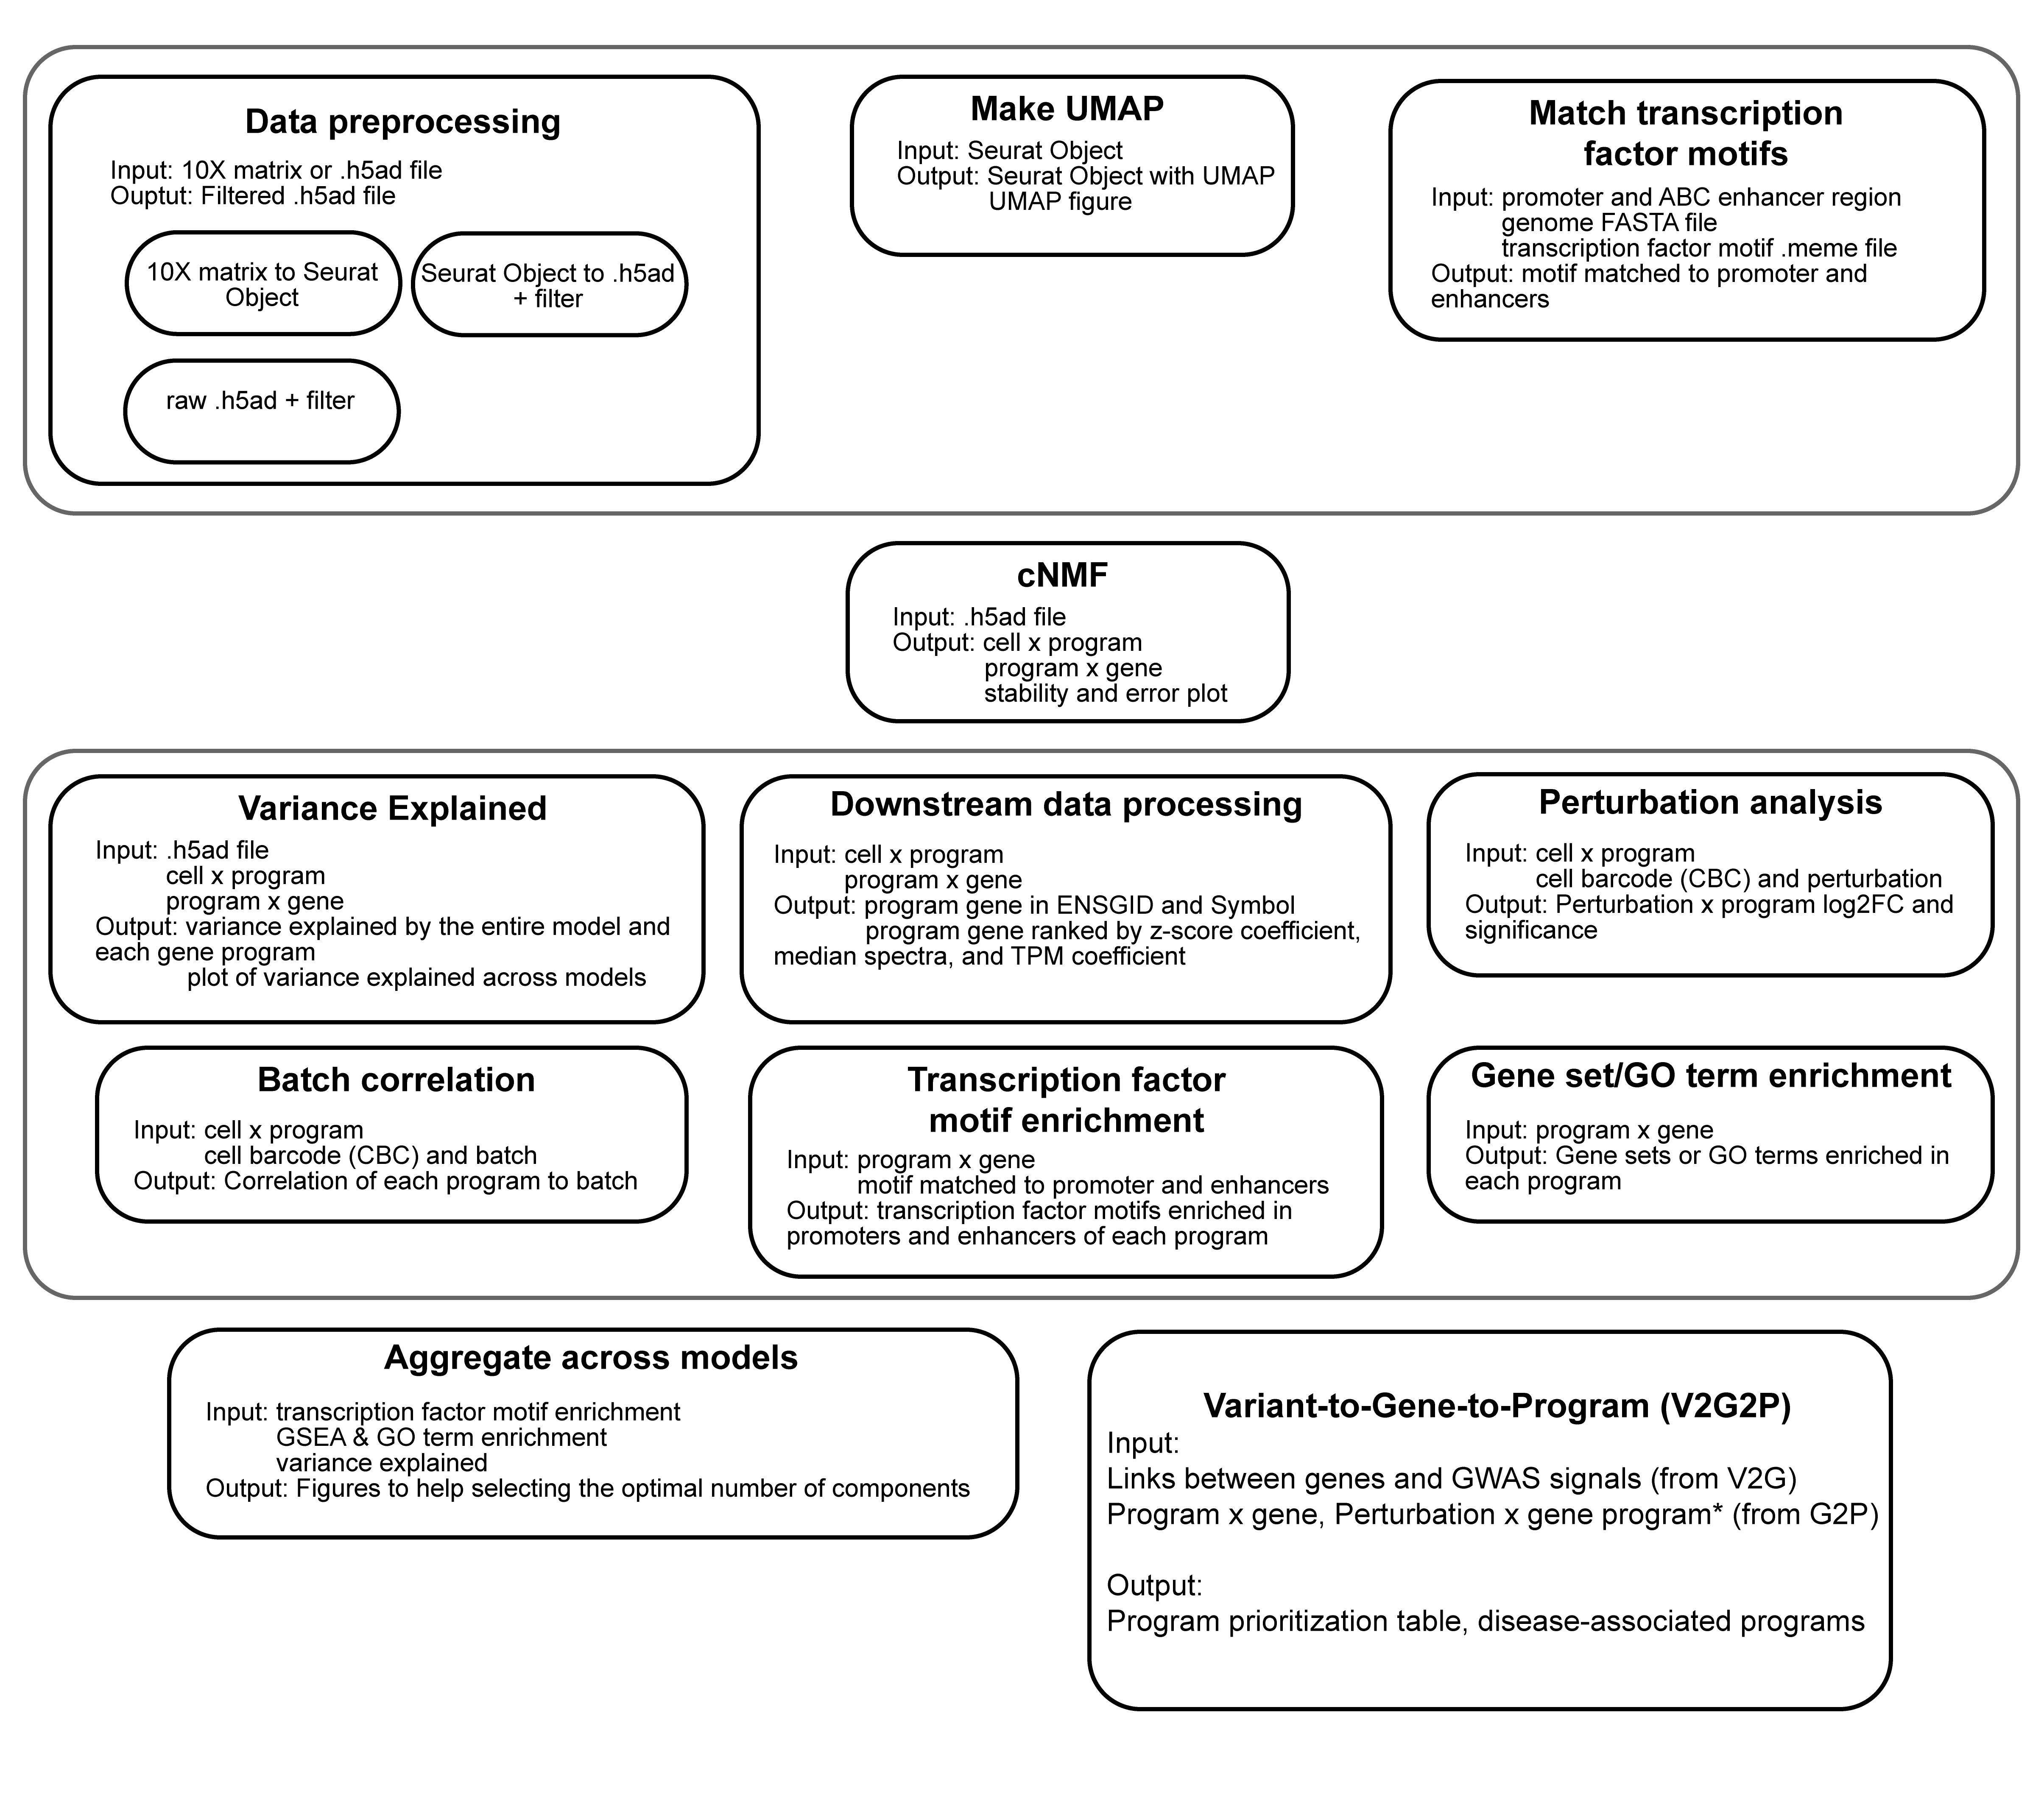 Data preprocessing
Input: 10X matrix or .h5ad file
Ouptut: Filtered .h5ad file
10X matrix to Seurat
Object
Seurat Object to .h5ad
+ filter
raw .h5ad + filter
Make UMAP
Input: Seurat Object
Output: Seurat Object with UMAP
UMAP figure
Match transcription
factor motifs
Input: promoter and ABC enhancer region
genome FASTA file
transcription factor motif .meme file
Output: motif matched to promoter and
enhancers
cNMF
Input: .h5ad file
Output: cell x program
program x gene
stability and error plot
Variance Explained
Input: .h5ad file
cell x program
program x gene
Output: variance explained by the entire model and
each gene program
plot of variance explained across models
Downstream data processing
Input: cell x program
program x gene
Output: program gene in ENSGID and Symbol
program gene ranked by z-score coefficient,
median spectra, and TPM coefficient
Perturbation analysis
Input: cell x program
cell barcode (CBC) and perturbation
Output: Perturbation x program log2FC and
significance
Batch correlation
Input: cell x program
cell barcode (CBC) and batch
Output: Correlation of each program to batch
Transcription factor
motif enrichment
Input: program x gene
motif matched to promoter and enhancers
Output: transcription factor motifs enriched in
promoters and enhancers of each program
Gene set/GO term enrichment
Input: program x gene
Output: Gene sets or GO terms enriched in
each program
Aggregate across models
Input: transcription factor motif enrichment
GSEA & GO term enrichment
variance explained
Output: Figures to help selecting the optimal number of components
Variant-to-Gene-to-Program (V2G2P)
Input:
Links between genes and GWAS signals (from V2G)
Program x gene, Perturbation x gene program* (from G2P)
Output:
Program prioritization table, disease-associated programs